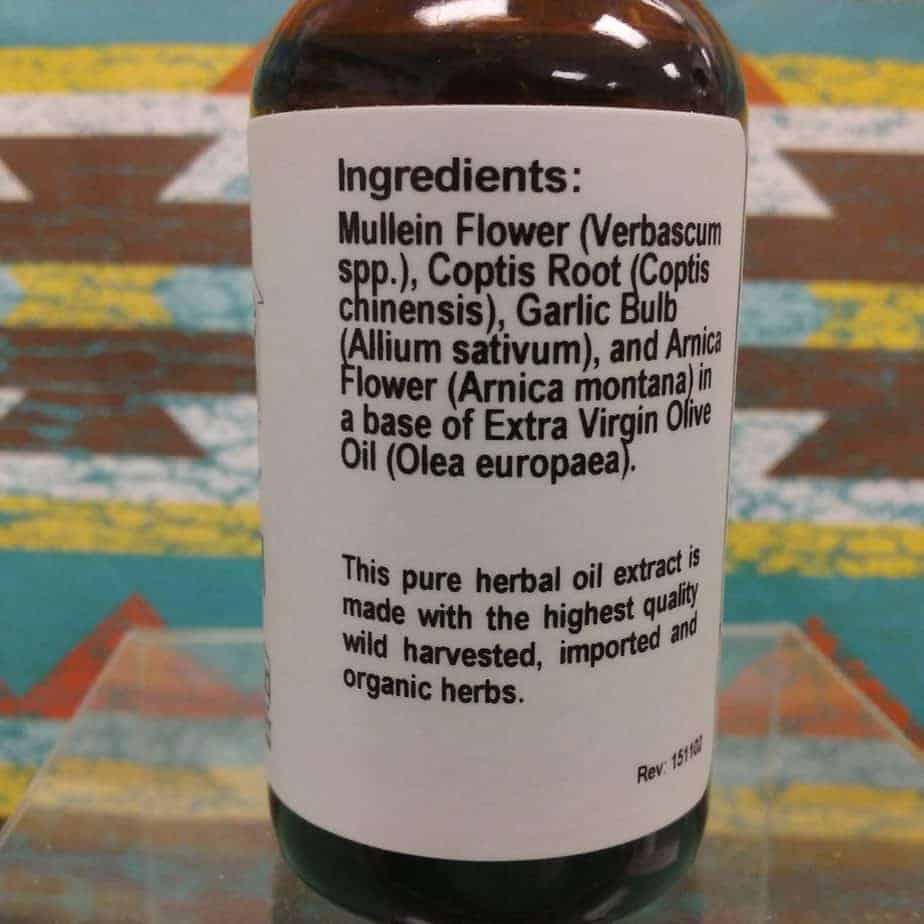 Ingredients:
Mullein Flower (Verbascum
spp.), Coptis Root (Coptis
chinensis), Garlic Bulb
(Allium sativum), and Arnica
Flower (Arnica montana) in
a base of Extra Virgin Olive
Oil (Olea europaea).
This pure herbal oil extract is
made with the highest quality
wild harvested, imported and
organic herbs.
Rev: 151102